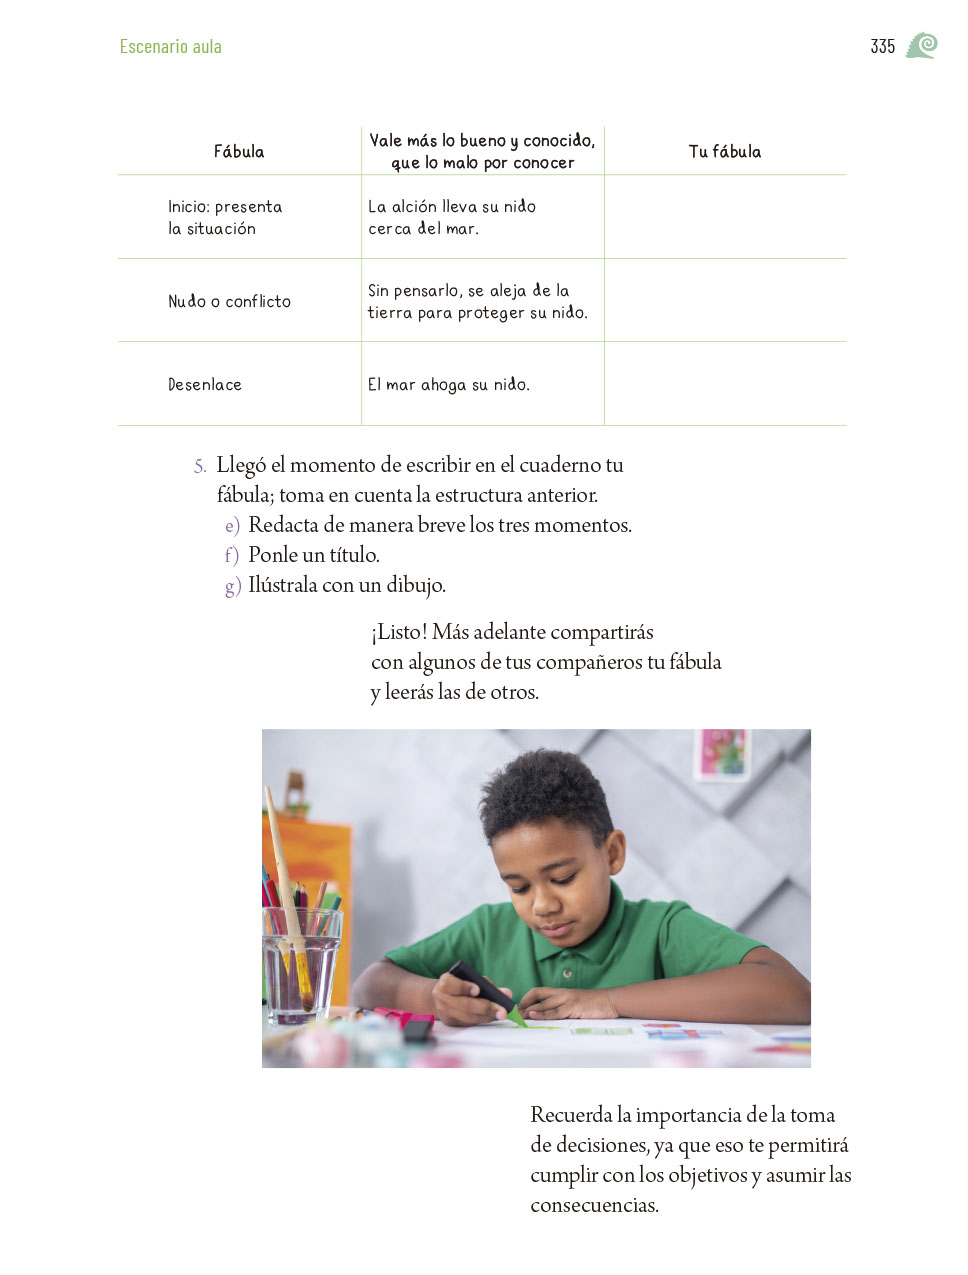 Escenario aula
335
Fábula
Vale más lo bueno y conocido,
que lo malo por conocer
Tu fábula
Inicio: presenta
la situación
La alción lleva su nido
cerca del mar.
Nudo o conflicto
Sin pensarlo, se aleja de la
tierra para proteger su nido.
Desenlace
El mar ahoga su nido.
5. Llegó el momento de escribir en el cuaderno tu
fábula; toma en cuenta la estructura anterior.
e) Redacta de manera breve los tres momentos.
f) Ponle un título.
g) Ilústrala con un dibujo.
¡Listo! Más adelante compartirás
con algunos de tus compañeros tu fábula
y leerás las de otros.
Recuerda la importancia de la toma
de decisiones, ya que eso te permitirá
cumplir con los objetivos y asumir las
consecuencias.